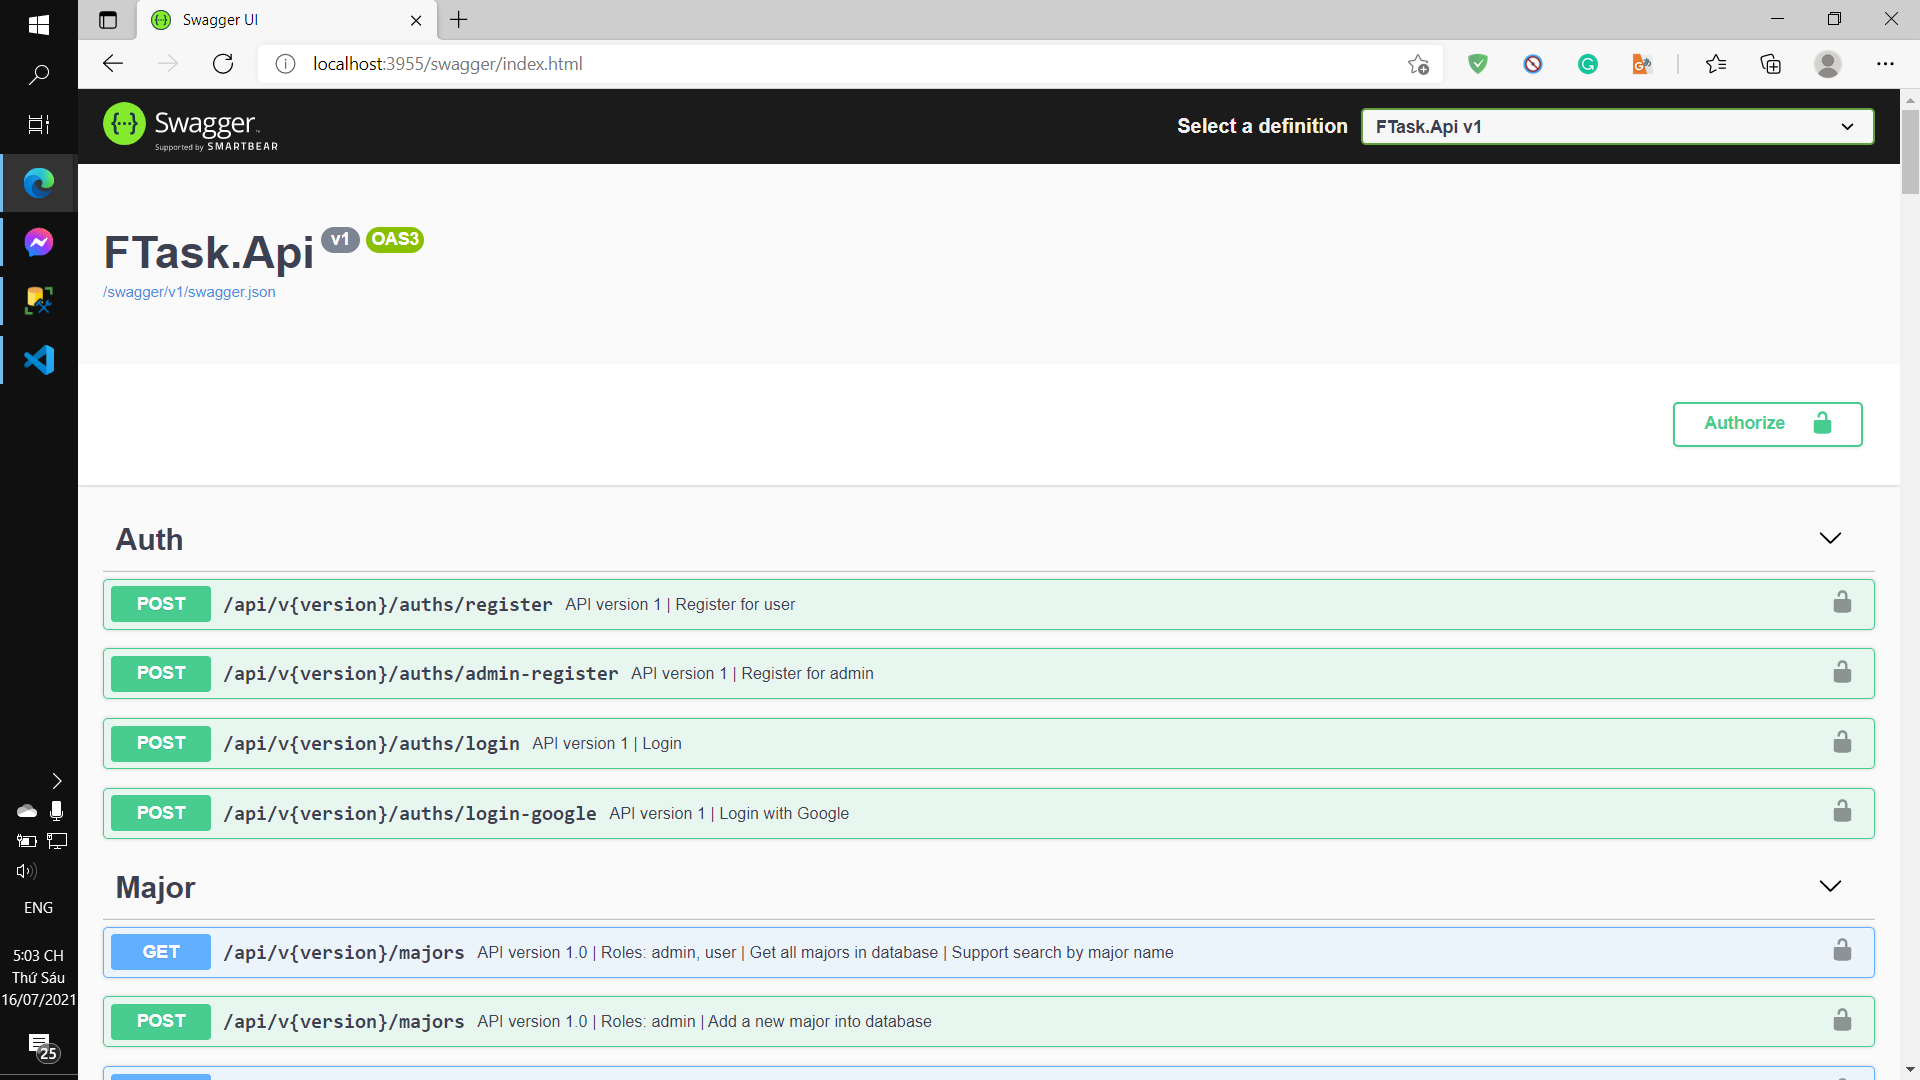 Swagger UI
localhost:3955/swagger/index.html
Swagger
Supported by SMARTBEAR
Select a definition
FTask.Api v1
FTask.Api v1 OAS3
/swagger/v1/swagger.json
Authorize
Auth
POST /api/v{version}/auths/register API version 1 | Register for user
POST /api/v{version}/auths/admin-register API version 1 | Register for admin
POST /api/v{version}/auths/login API version 1 | Login
POST /api/v{version}/auths/login-google API version 1 | Login with Google
Major
GET /api/v{version}/majors API version 1.0 | Roles: admin, user | Get all majors in database | Support search by major name
POST /api/v{version}/majors API version 1.0 | Roles: admin | Add a new major into database
ENG
5:03 CH
Thứ Sáu
16/07/2021
25